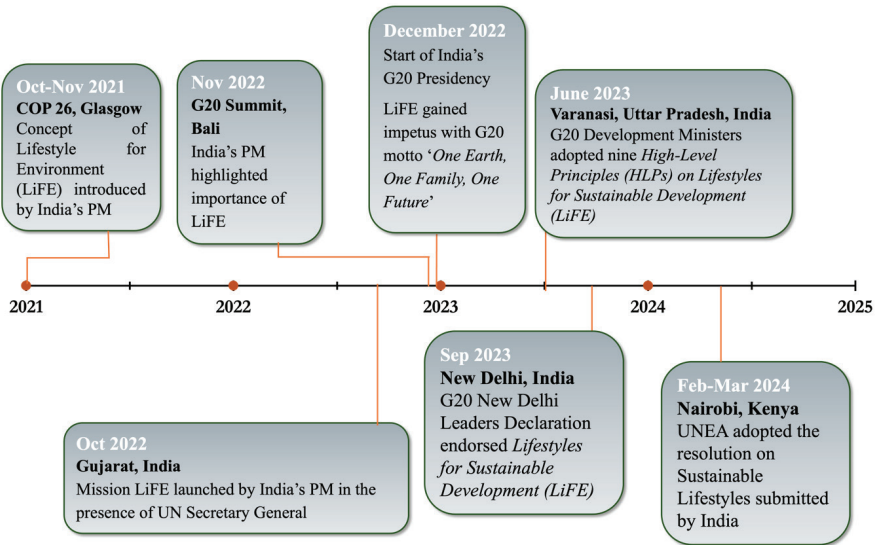 Oct-Nov 2021
COP 26, Glasgow
Concept of
Lifestyle for
Environment
(LiFE) introduced
by India's PM
Nov 2022
G20 Summit,
Bali
India's PM
highlighted
importance of
LiFE
December 2022
Start of India's
G20 Presidency
LiFE gained
impetus with G20
motto 'One Earth,
One Family, One
Future'
June 2023
Varanasi, Uttar Pradesh, India
G20 Development Ministers
adopted nine High-Level
Principles (HLPs) on Lifestyles
for Sustainable Development
(LiFE)
2021
2022
2023
2024
2025
Oct 2022
Gujarat, India
Mission LiFE launched by India's PM in the
presence of UN Secretary General
Sep 2023
New Delhi, India
G20 New Delhi
Leaders Declaration
endorsed Lifestyles
for Sustainable
Development (LiFE)
Feb-Mar 2024
Nairobi, Kenya
UNEA adopted the
resolution on
Sustainable
Lifestyles submitted
by India